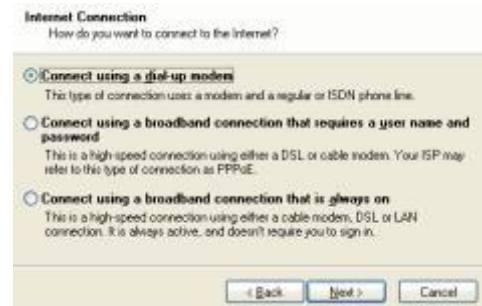 Internet Connection
How do you want to connect to the Internet?
Connect using a dial-up modem
This type of connection uses a modem and a regular or ISDN phone line.
Connect using a broadband connection that requires a user name and
password
This is a high-speed connection using either a DSL or cable modem. Your ISP may
refer to this type of connection as PPPoE.
Connect using a broadband connection that is always on
This is a high-speed connection using either a cable modem, DSL or LAN
connection. It is always active, and doesn't require you to sign in.
< Back Next > Cancel